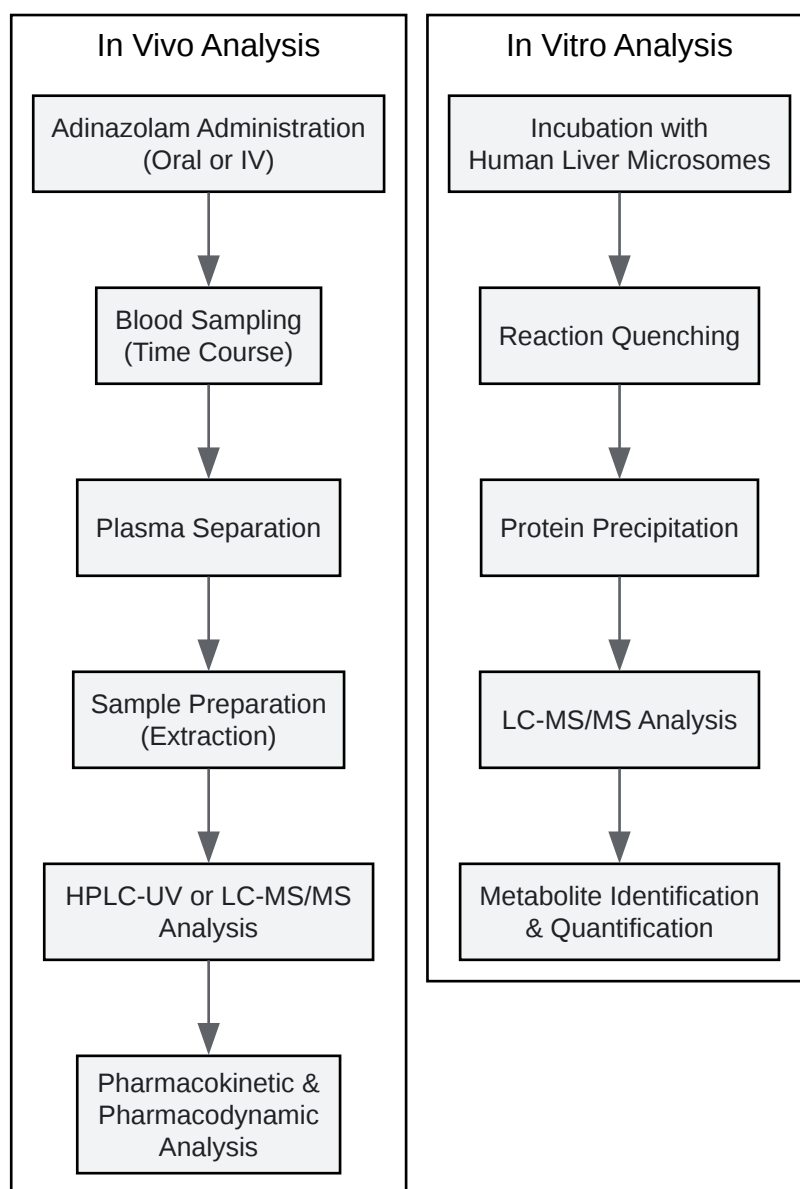 In Vivo Analysis
Adinazolam Administration
(Oral or IV)
Blood Sampling
(Time Course)
Plasma Separation
Sample Preparation
(Extraction)
HPLC-UV or LC-MS/MS
Analysis
Pharmacokinetic &
Pharmacodynamic
Analysis
In Vitro Analysis
Incubation with
Human Liver Microsomes
Reaction Quenching
Protein Precipitation
LC-MS/MS Analysis
Metabolite Identification
& Quantification